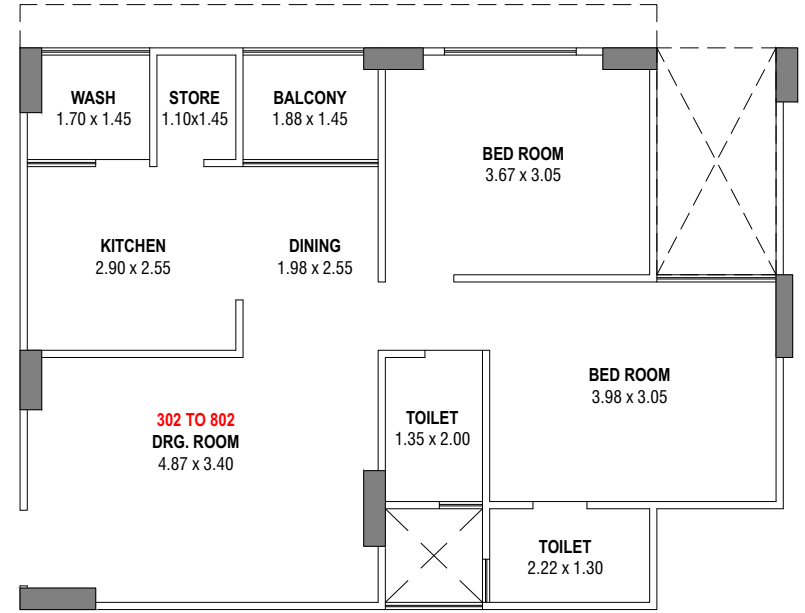 WASH
1.70 x 1.45
STORE
1.10x1.45
BALCONY
1.88 x 1.45
BED ROOM
3.67 x 3.05
KITCHEN
2.90 x 2.55
DINING
1.98 x 2.55
BED ROOM
3.98 x 3.05
302 TO 802
DRG. ROOM
4.87 x 3.40
TOILET
1.35 x 2.00
TOILET
2.22 x 1.30